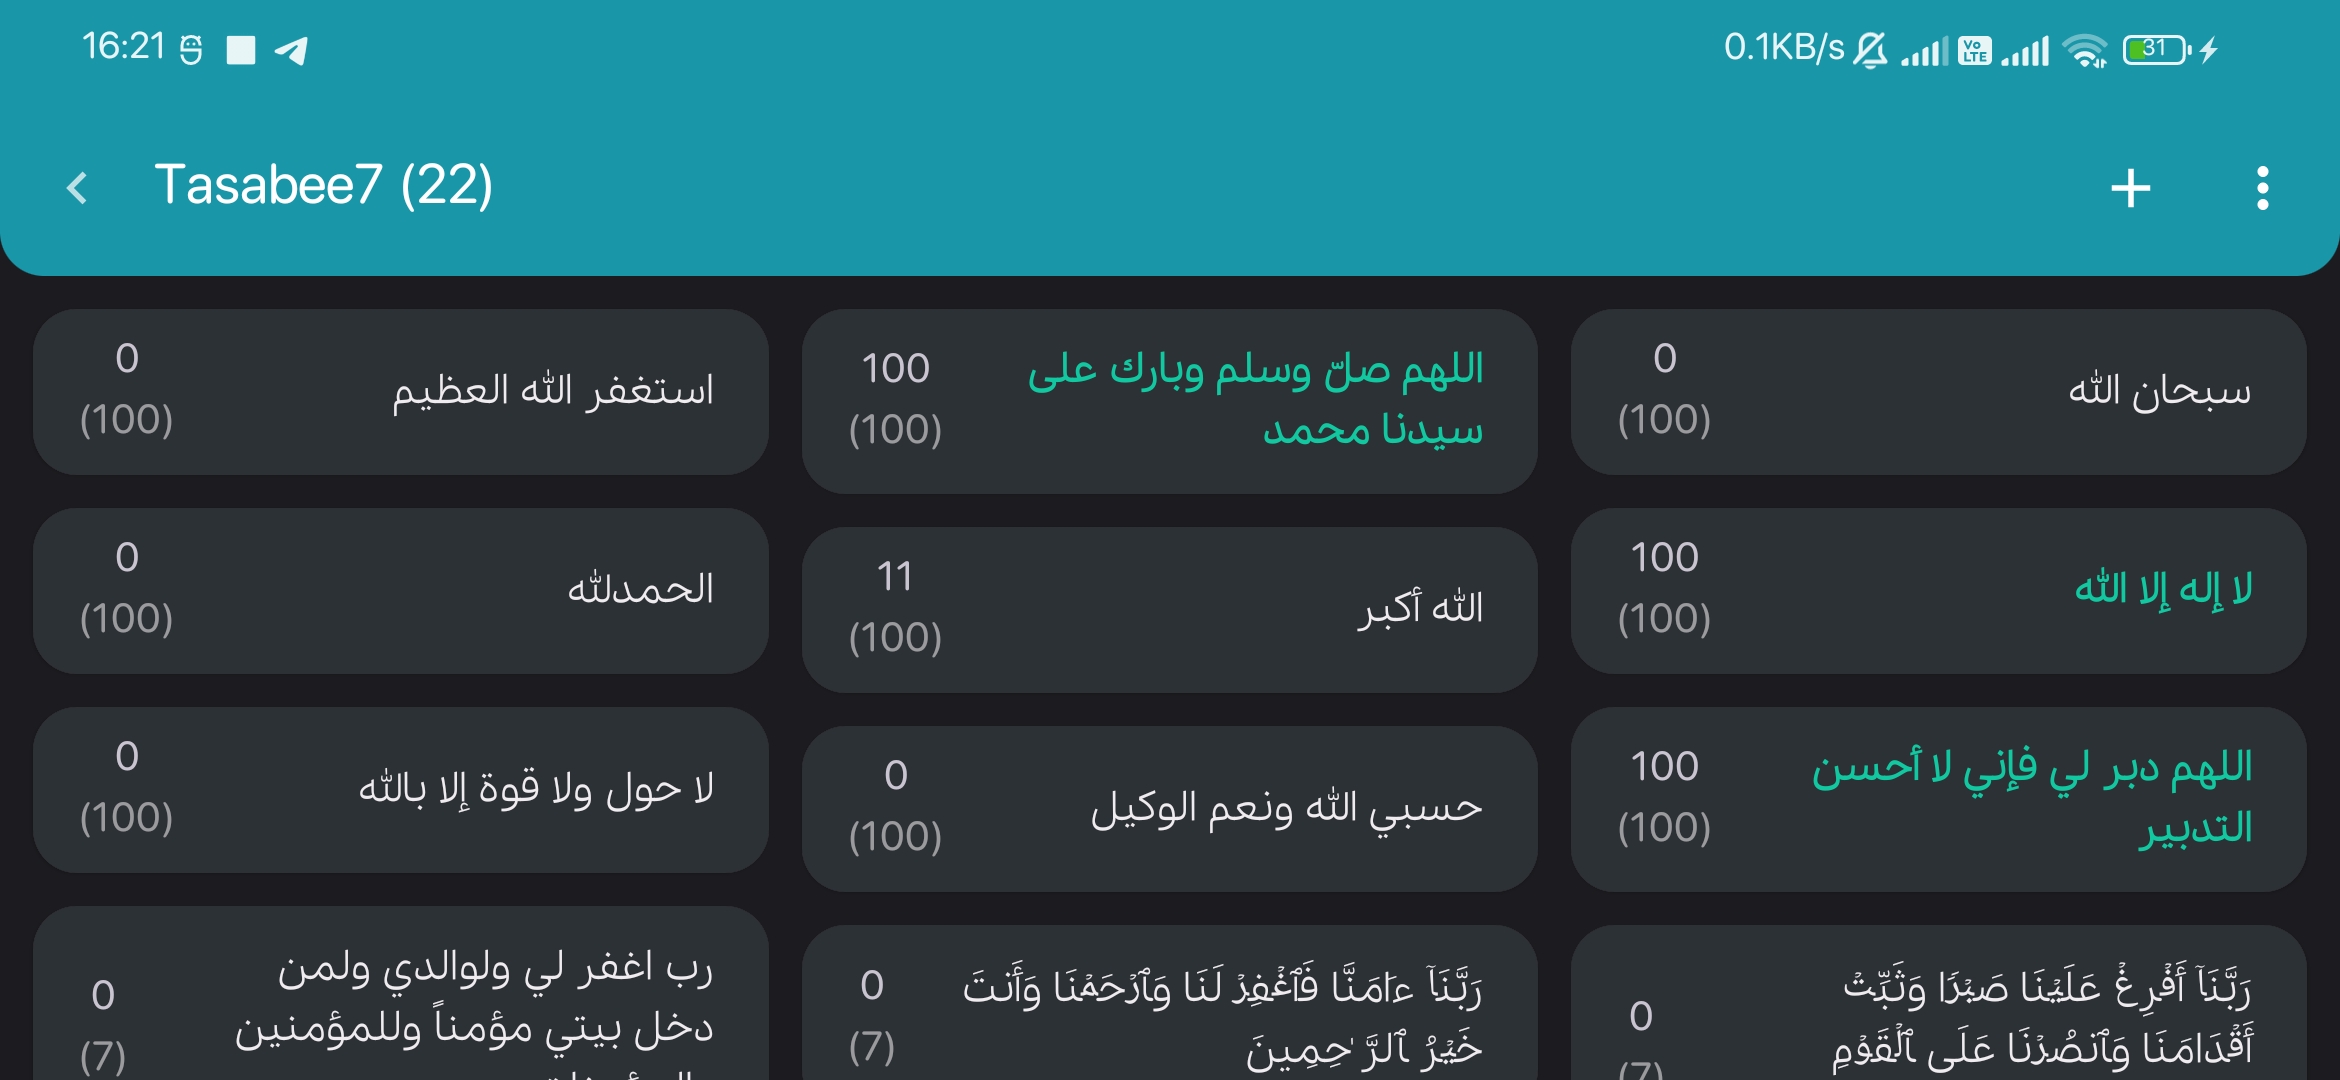 16:21
0.1KB/s
Vo LTE
31
Tasabee7 (22)
0
(100)
استغفر الله العظيم
100
(100)
اللهم صلّ وسلم وبارك على
سيدنا محمد
0
(100)
سبحان الله
0
(100)
الحمدلله
11
(100)
الله أكبر
100
(100)
لا إله إلا الله
0
(100)
لا حول ولا قوة إلا بالله
0
(100)
حسبي الله ونعم الوكيل
100
(100)
اللهم دبر لي فإني لا أحسن
التدبير
0
(7)
رب اغفر لي ولوالدي ولمن
دخل بيتي مؤمناً وللمؤمنين
0
(7)
رَبَّنَآ ءَامَنَّا فَٱغۡفِرۡ لَنَا وَٱرۡحَمۡنَا وَأَنتَ
خَيۡرُ ٱلرَّٰحِمِينَ
0
(7)
رَبَّنَآ أَفۡرِغۡ عَلَيۡنَا صَبۡرٗا وَثَبِّتۡ
أَقۡدَامَنَا وَٱنصُرۡنَا عَلَى ٱلۡقَوۡمِ